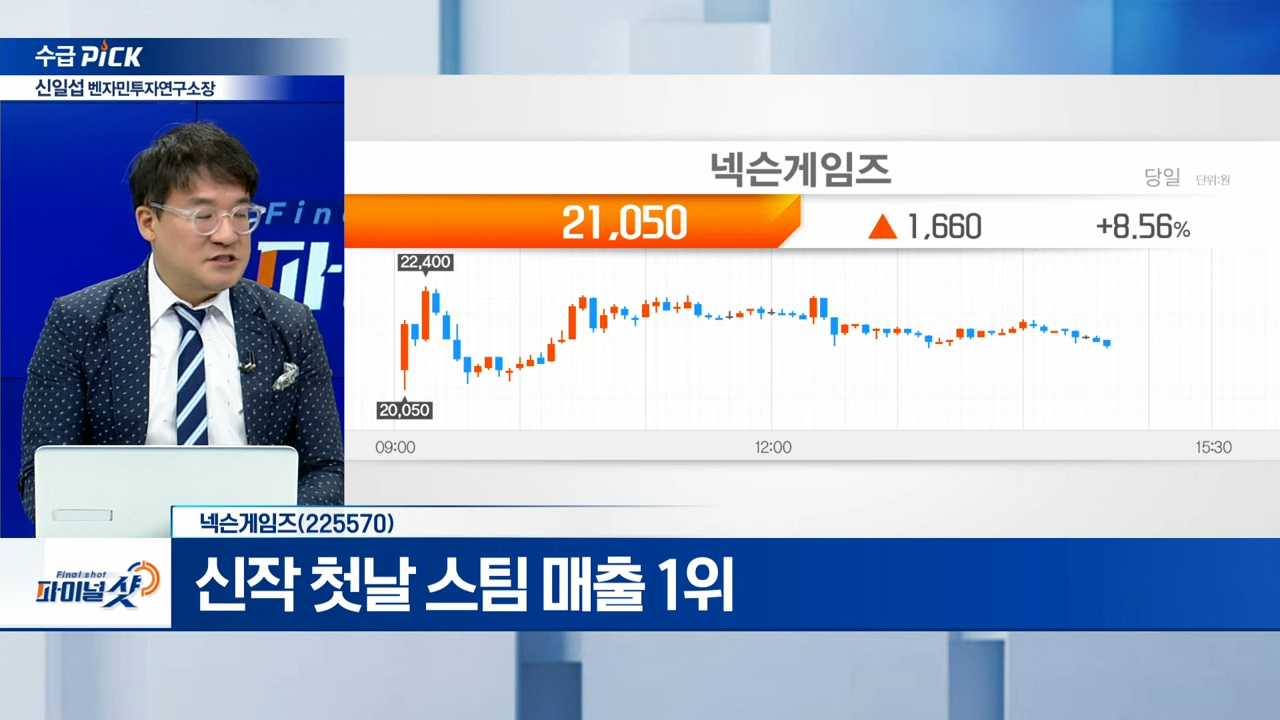 수급 PiCK
신일섭 벤자민투자연구소장
Fin
파
넥슨게임즈
당일 단위:원
21,050 ▲ 1,660 +8.56%
22,400
20,050
09:00 12:00 15:30
넥슨게임즈(225570)
신작 첫날 스팀 매출 1위
Final shot
파이널샷